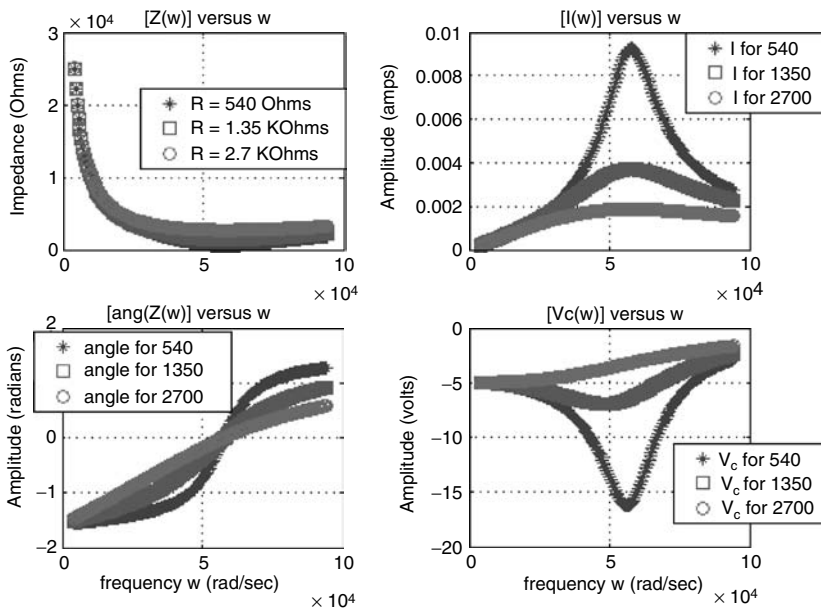 × 10⁴
[Z(w)] versus w
Impedance (Ohms)
3
2
1
0
R = 540 Ohms
R = 1.35 KOhms
R = 2.7 KOhms
0
5
10
× 10⁴
[I(w)] versus w
Amplitude (amps)
0.01
0.008
0.006
0.004
0.002
0
I for 540
I for 1350
I for 2700
0
5
10
× 10⁴
[ang(Z(w)] versus w
Amplitude (radians)
2
0
−1
−2
angle for 540
angle for 1350
angle for 2700
0
5
10
frequency w (rad/sec)
× 10⁴
[Vc(w)] versus w
Amplitude (volts)
0
−5
−10
−15
−20
V_c for 540
V_c for 1350
V_c for 2700
0
5
10
frequency w (rad/sec)
× 10⁴